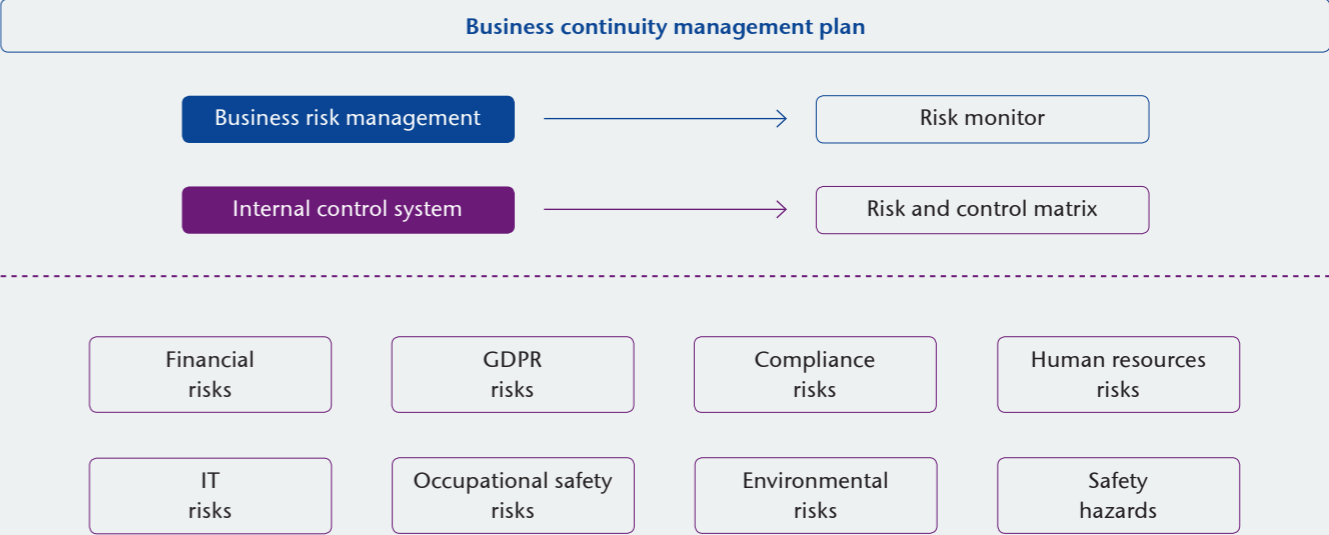 Business continuity management plan
Business risk management
Risk monitor
Internal control system
Risk and control matrix
Financial
risks
GDPR
risks
Compliance
risks
Human resources
risks
IT
risks
Occupational safety
risks
Environmental
risks
Safety
hazards